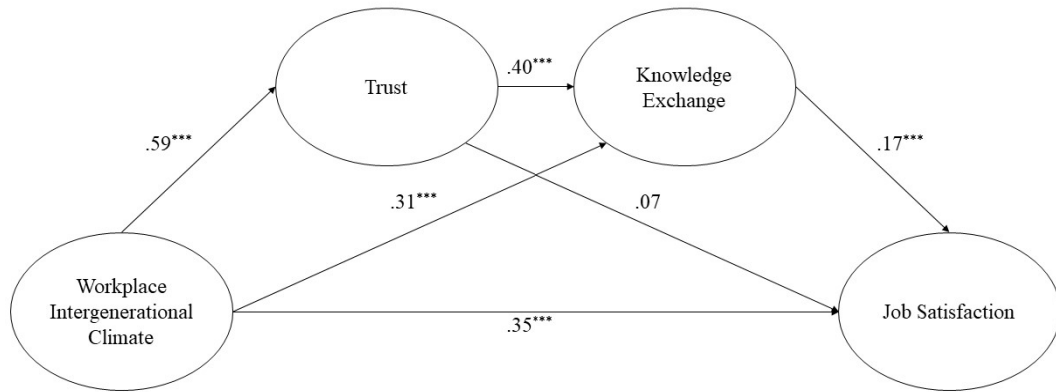 Trust
.40***
Knowledge
Exchange
.59***
.17***
.31***
.07
Workplace
Intergenerational
Climate
.35***
Job Satisfaction